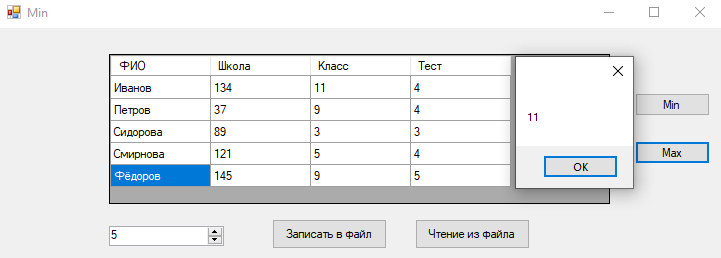 Min
ФИО Школа Класс Тест
Иванов 134 11 4
Петров 37 9 4
Сидорова 89 3 3
Смирнова 121 5 4
Фёдоров 145 9 5
11
OK
Min
Max
5
Записать в файл
Чтение из файла